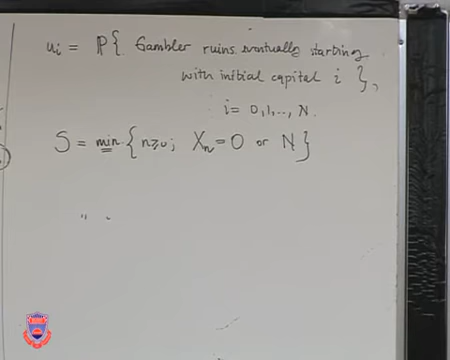 u_i = ℙ{ Gambler ruins eventually starting
with initial capital i },
i = 0,1,..., N.
S = min { n≥0; X_n = 0 or N }